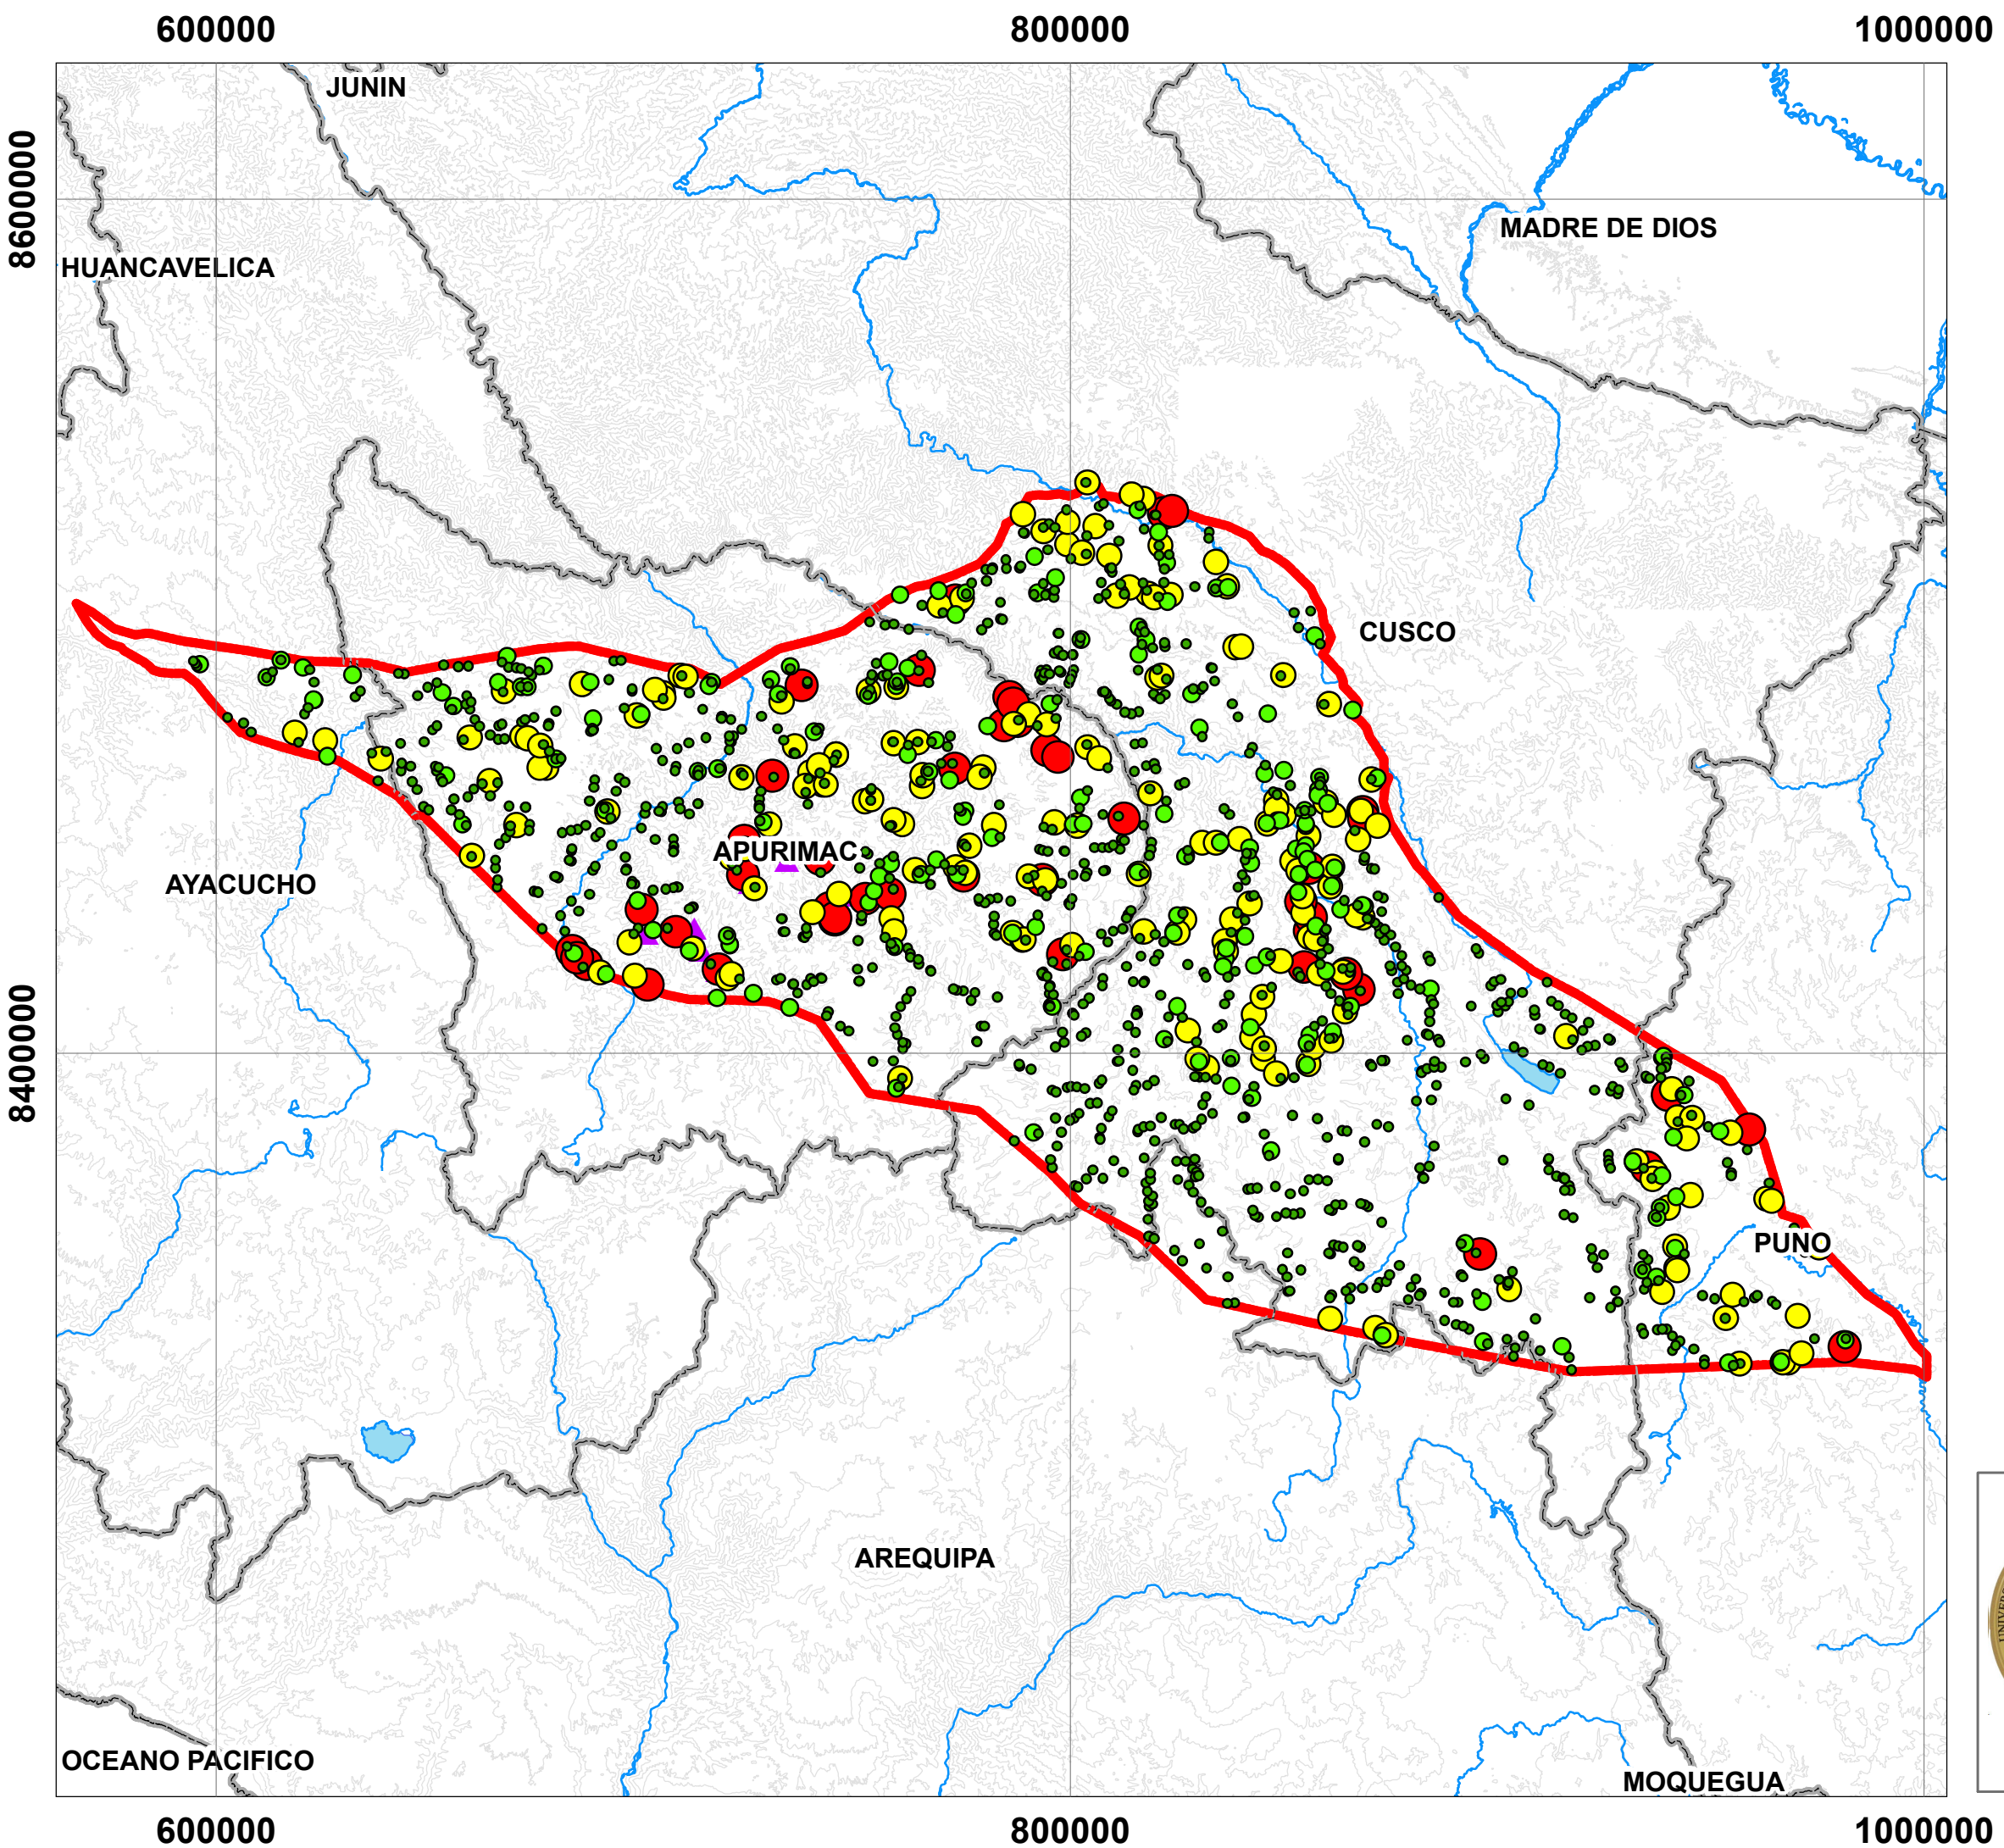 600000 800000 1000000
JUNIN
8600000
MADRE DE DIOS
HUANCAVELICA
CUSCO
APURIMAC
AYACUCHO
8400000
PUNO
AREQUIPA
OCEANO PACIFICO
MOQUEGUA
600000 800000 1000000